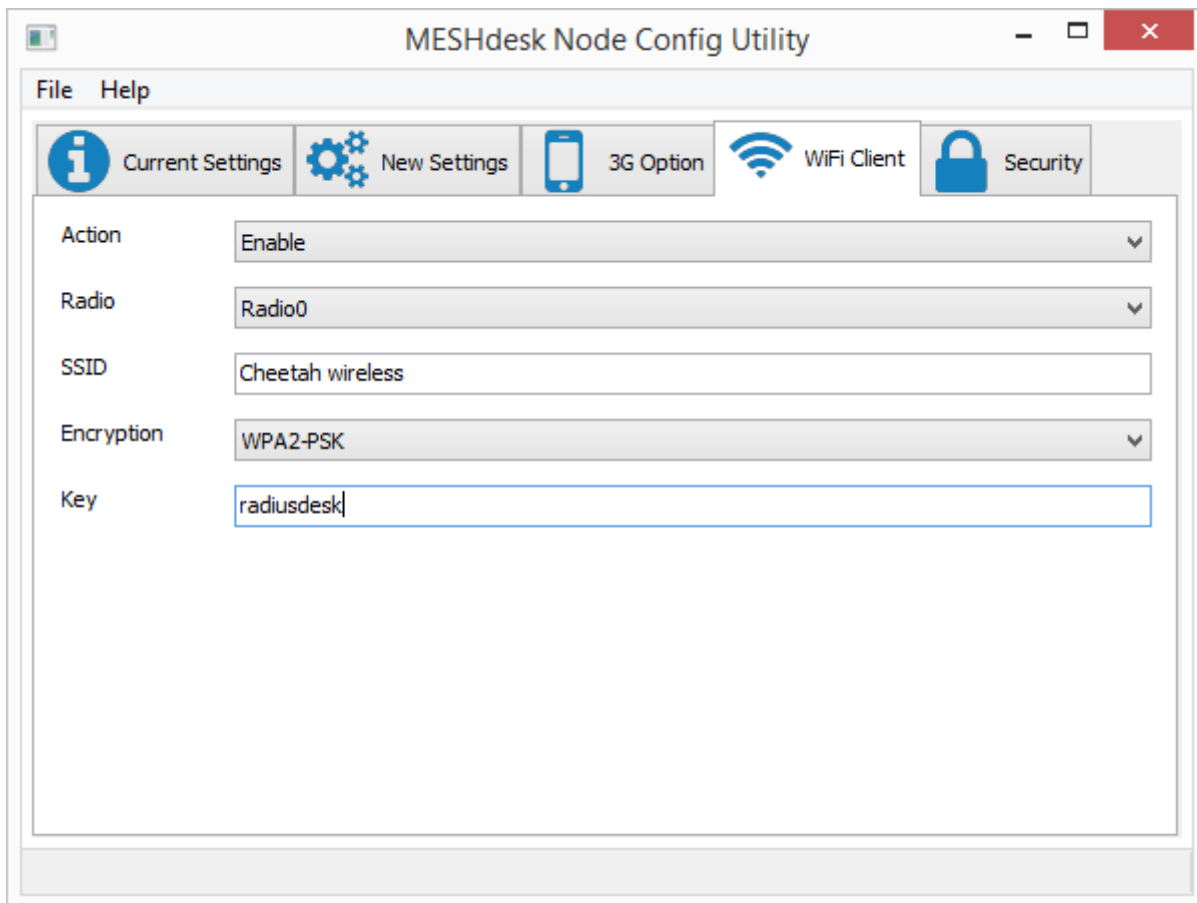 MESHdesk Node Config Utility
File Help
Current Settings New Settings 3G Option WiFi Client Security
Action Enable
Radio Radio0
SSID Cheetah wireless
Encryption WPA2-PSK
Key radiusdesk